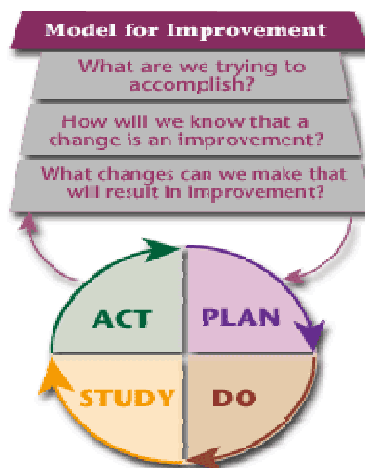 Model for Improvement
What are we trying to
accomplish?
How will we know that a
change is an improvement?
What changes can we make that
will result in improvement?
ACT
PLAN
STUDY
DO